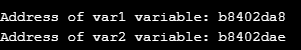 Address of var1 variable: b8402da8
Address of var2 variable: b8402dae